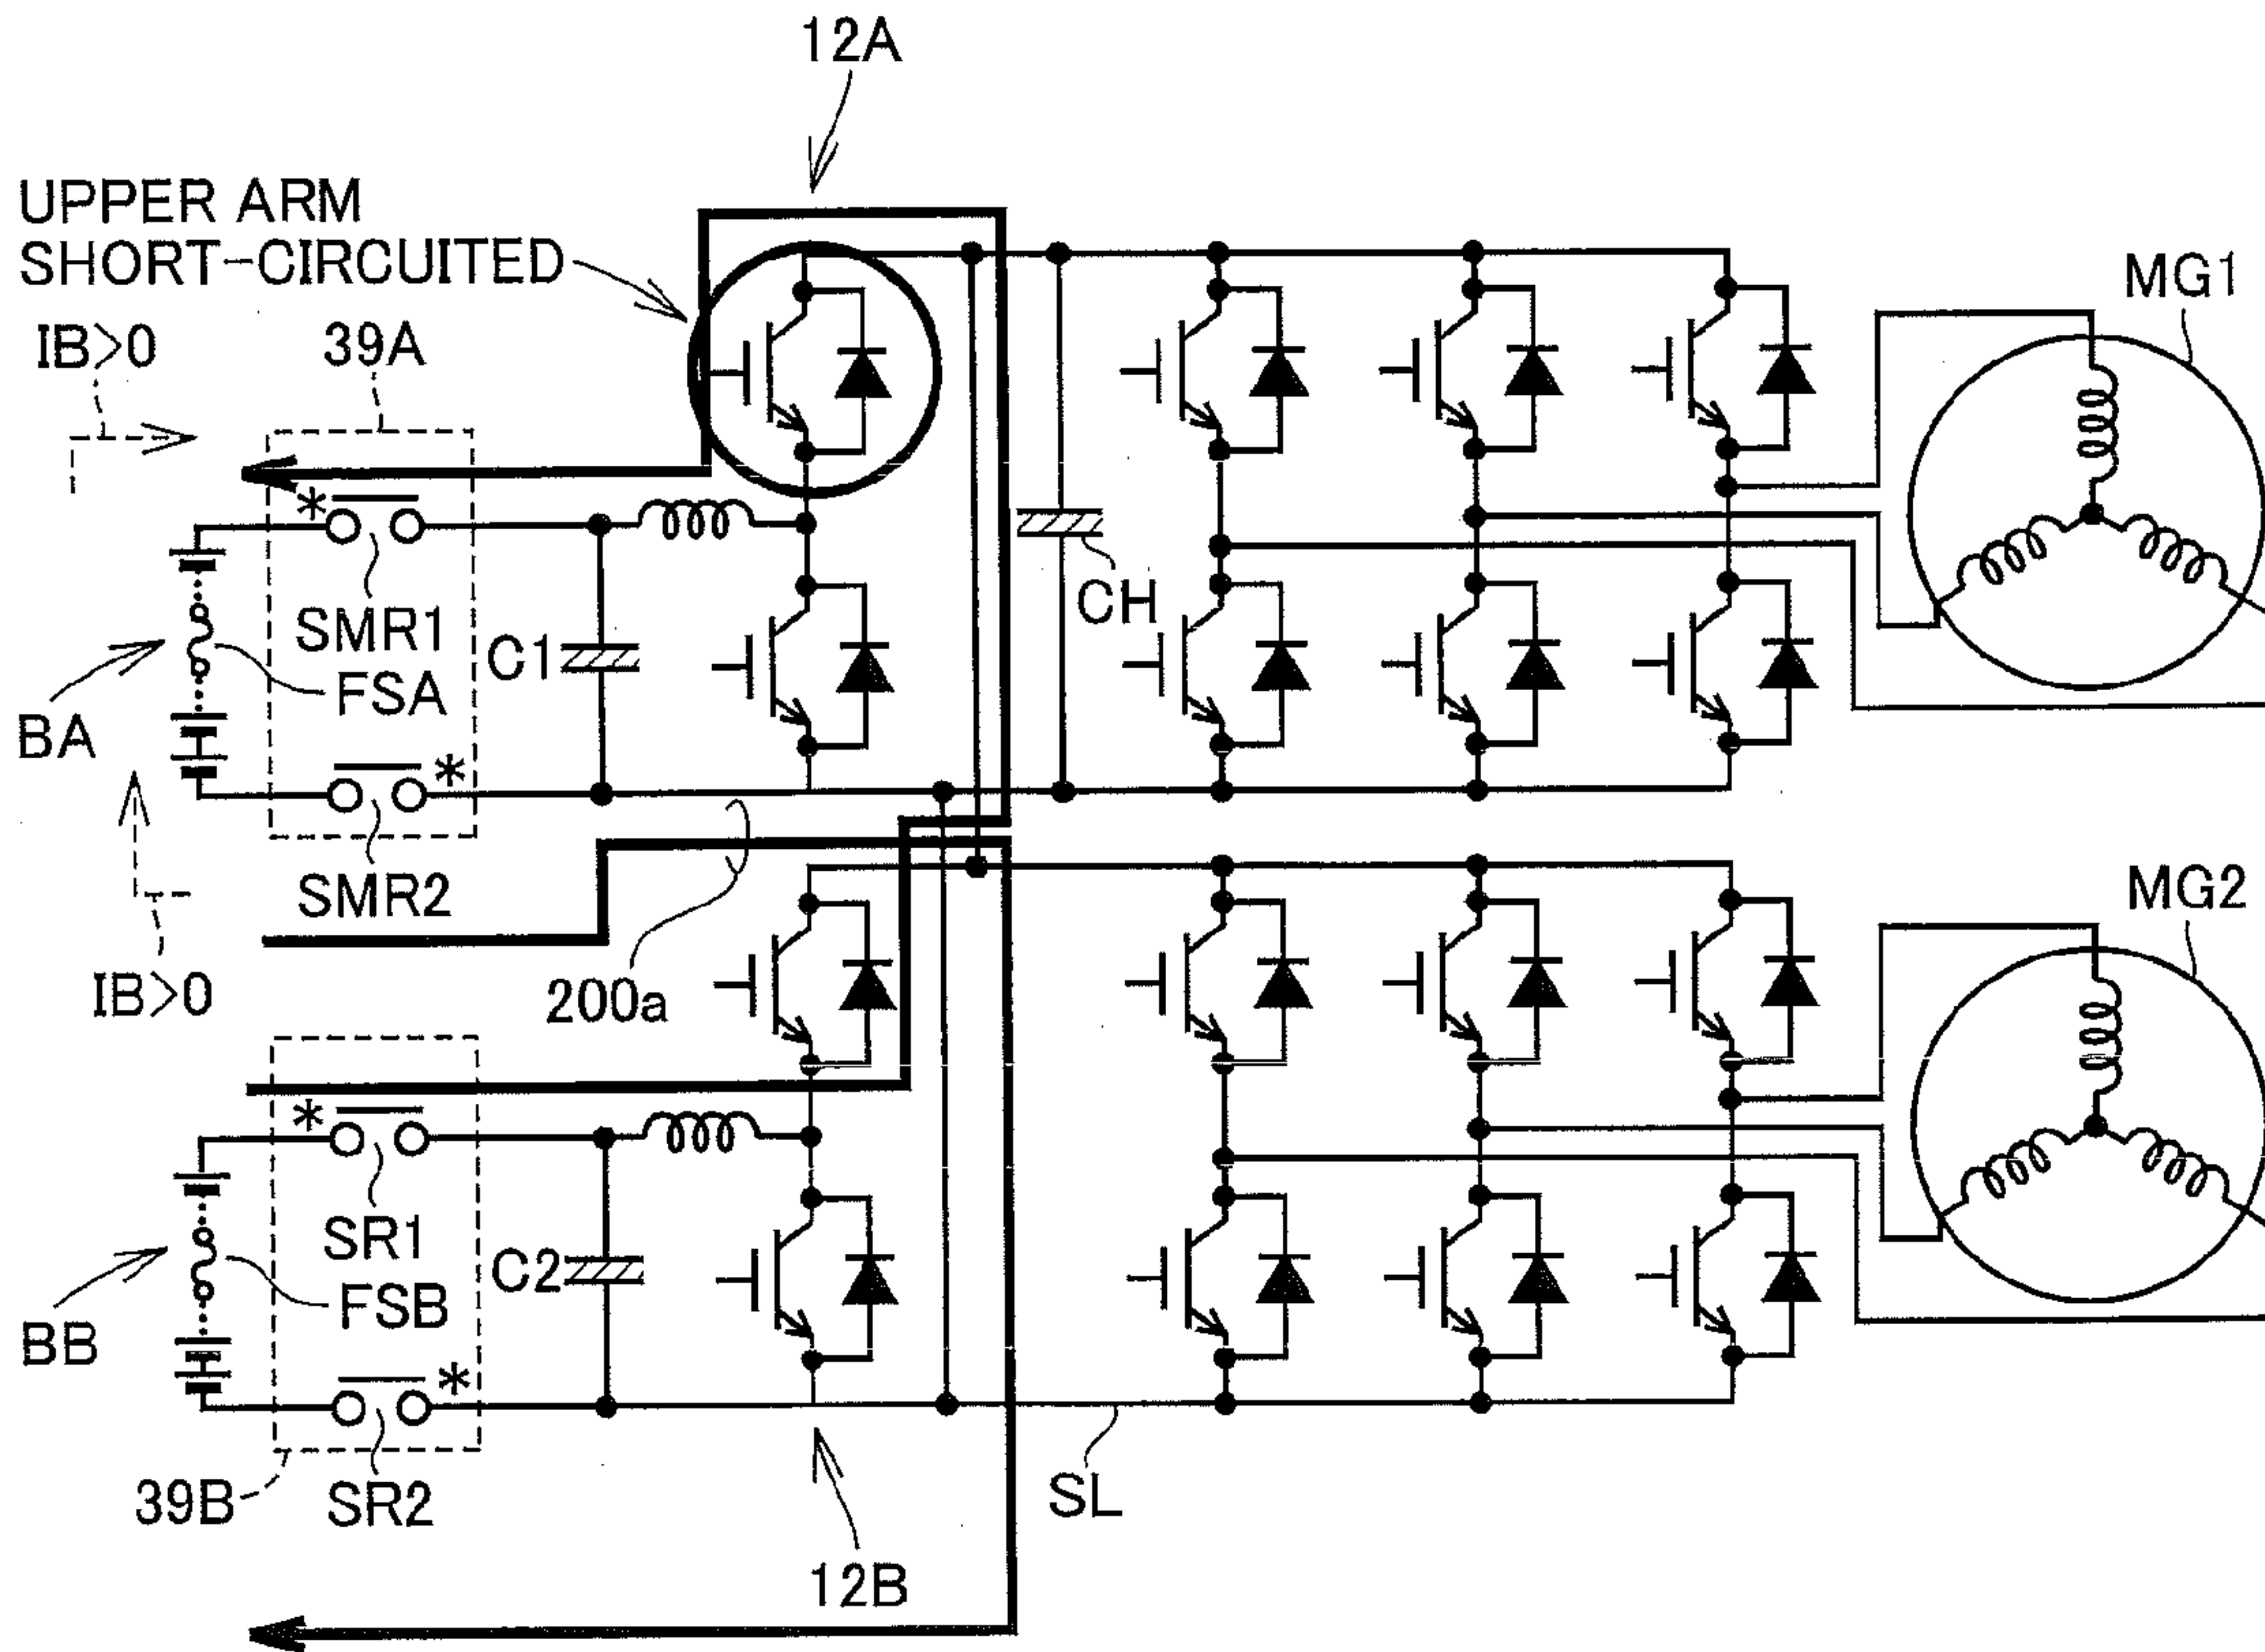 12A
UPPER ARM
SHORT-CIRCUITED
IB>0
39A
MG1
*
SMR1
CH
C1
FSA
BA
*
SMR2
MG2
IB>0
200a
*
SR1
C2
FSB
BB
*
39B
SR2
SL
12B